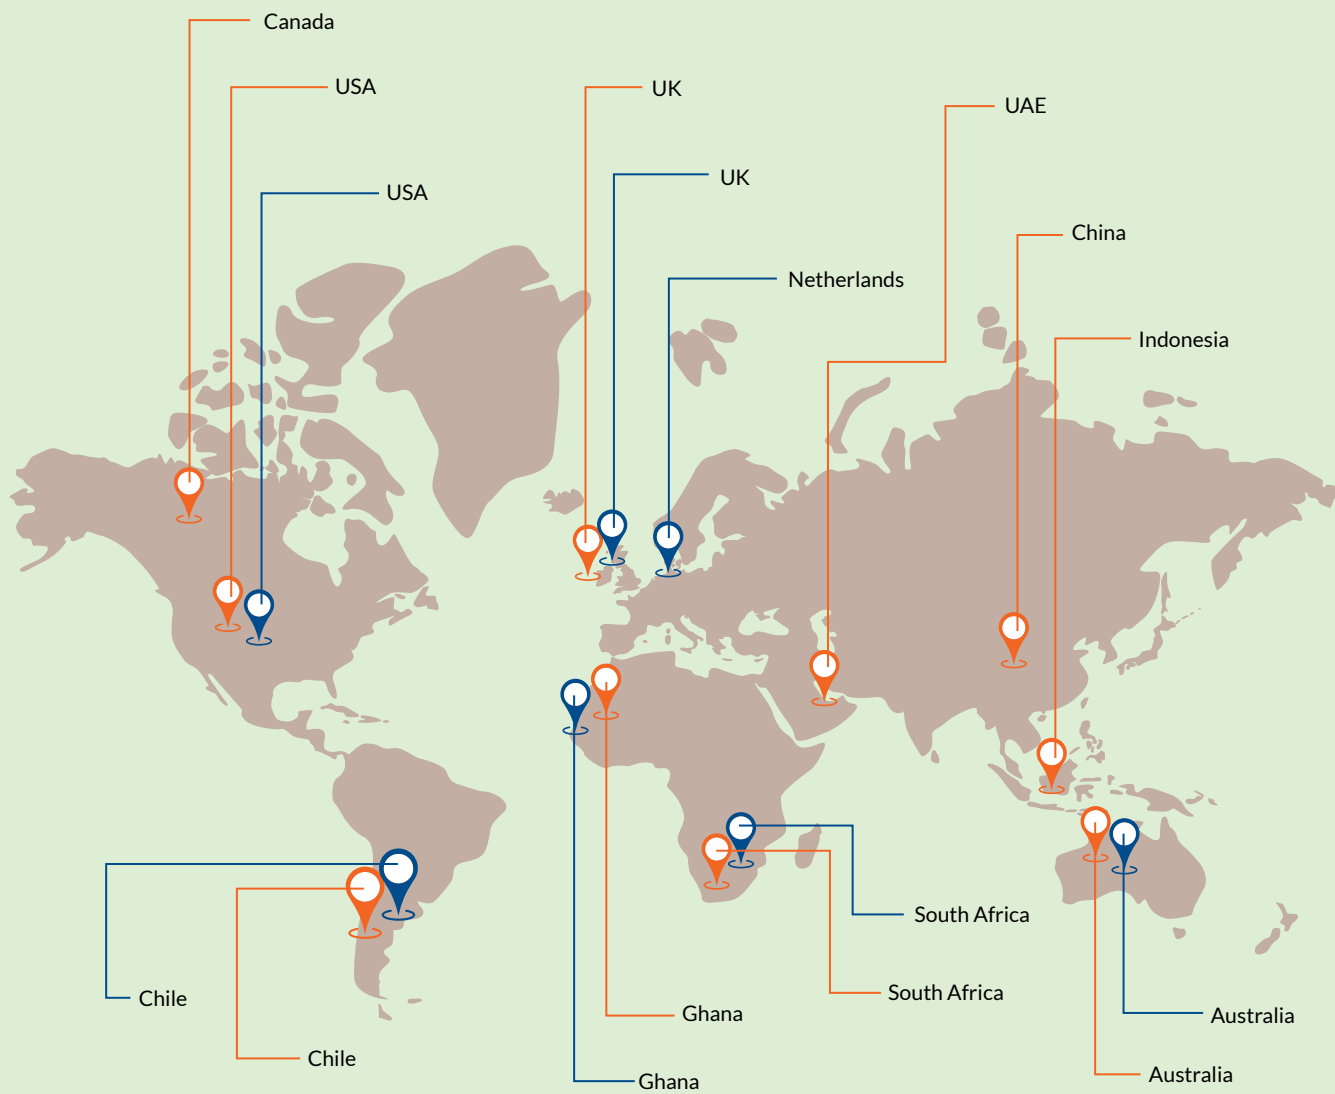 Canada
USA
UK
UAE
UK
USA
China
Netherlands
Indonesia
South Africa
South Africa
Chile
Ghana
Australia
Chile
Australia
Ghana